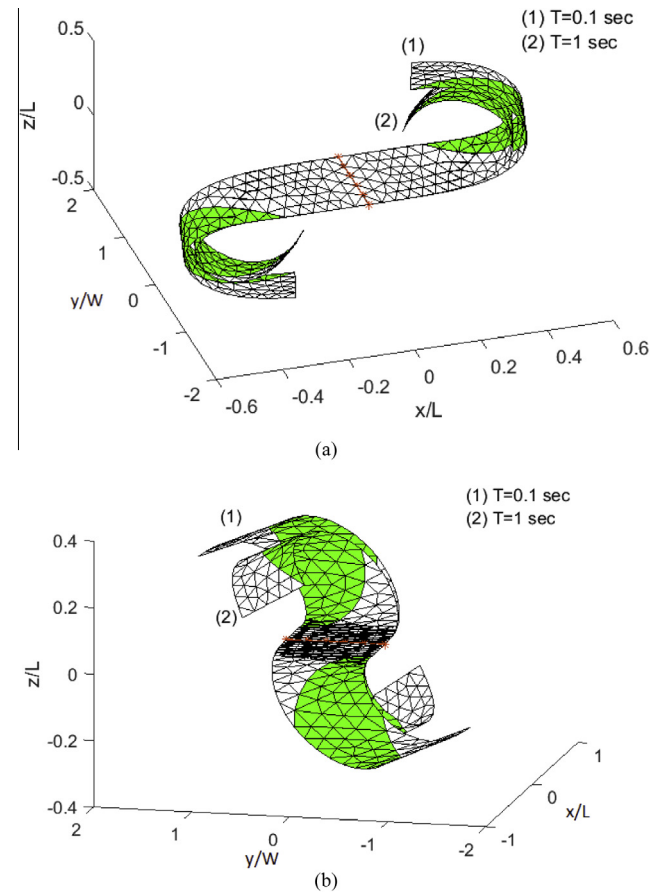 (1) T=0.1 sec
(2) T=1 sec
(1)
(2)
0.5
0
-0.5
z/L
2
1
0
-1
-2
y/W
-0.6
-0.4
-0.2
0
0.2
0.4
0.6
x/L
(a)
(1) T=0.1 sec
(2) T=1 sec
(1)
(2)
0.4
0.2
0
-0.2
-0.4
z/L
2
1
0
-1
-2
y/W
-1
0
1
x/L
(b)